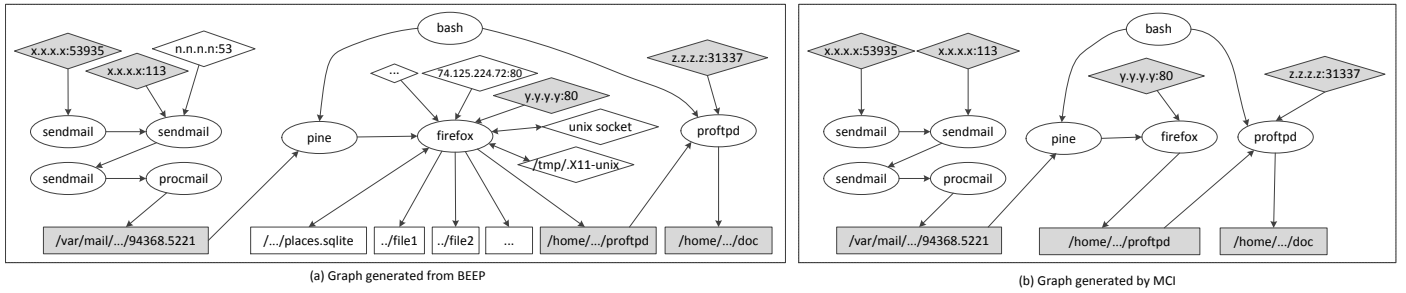 bash
x.x.x.x:53935
n.n.n.n:53
x.x.x.x:113
...
74.125.224.72:80
z.z.z.z:31337
y.y.y.y:80
sendmail
sendmail
pine
firefox
unix socket
proftpd
/tmp/.X11-unix
sendmail
procmail
/var/mail/.../94368.5221
/.../places.sqlite
../file1
../file2
...
/home/.../proftpd
/home/.../doc
(a) Graph generated from BEEP
bash
x.x.x.x:53935
x.x.x.x:113
y.y.y.y:80
z.z.z.z:31337
sendmail
sendmail
pine
firefox
proftpd
sendmail
procmail
/var/mail/.../94368.5221
/home/.../proftpd
/home/.../doc
(b) Graph generated by MCI